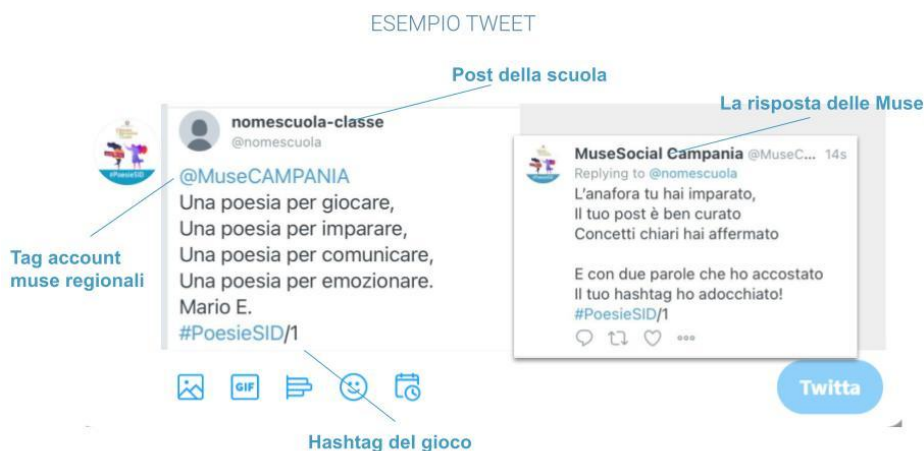 ESEMPIO TWEET
Post della scuola
La risposta delle Muse
nomescuola-classe
@nomescuola
@MuseCAMPANIA
Una poesia per giocare,
Una poesia per imparare,
Una poesia per comunicare,
Una poesia per emozionare.
Mario E.
#PoesieSID/1
MuseSocial Campania @MuseC... 14s
Replying to @nomescuola
L'anafora tu hai imparato,
Il tuo post è ben curato
Concetti chiari hai affermato
E con due parole che ho accostato
Il tuo hashtag ho adocchiato!
#PoesieSID/1
Tag account
muse regionali
#PoesieSID
GIF
Twitta
Hashtag del gioco